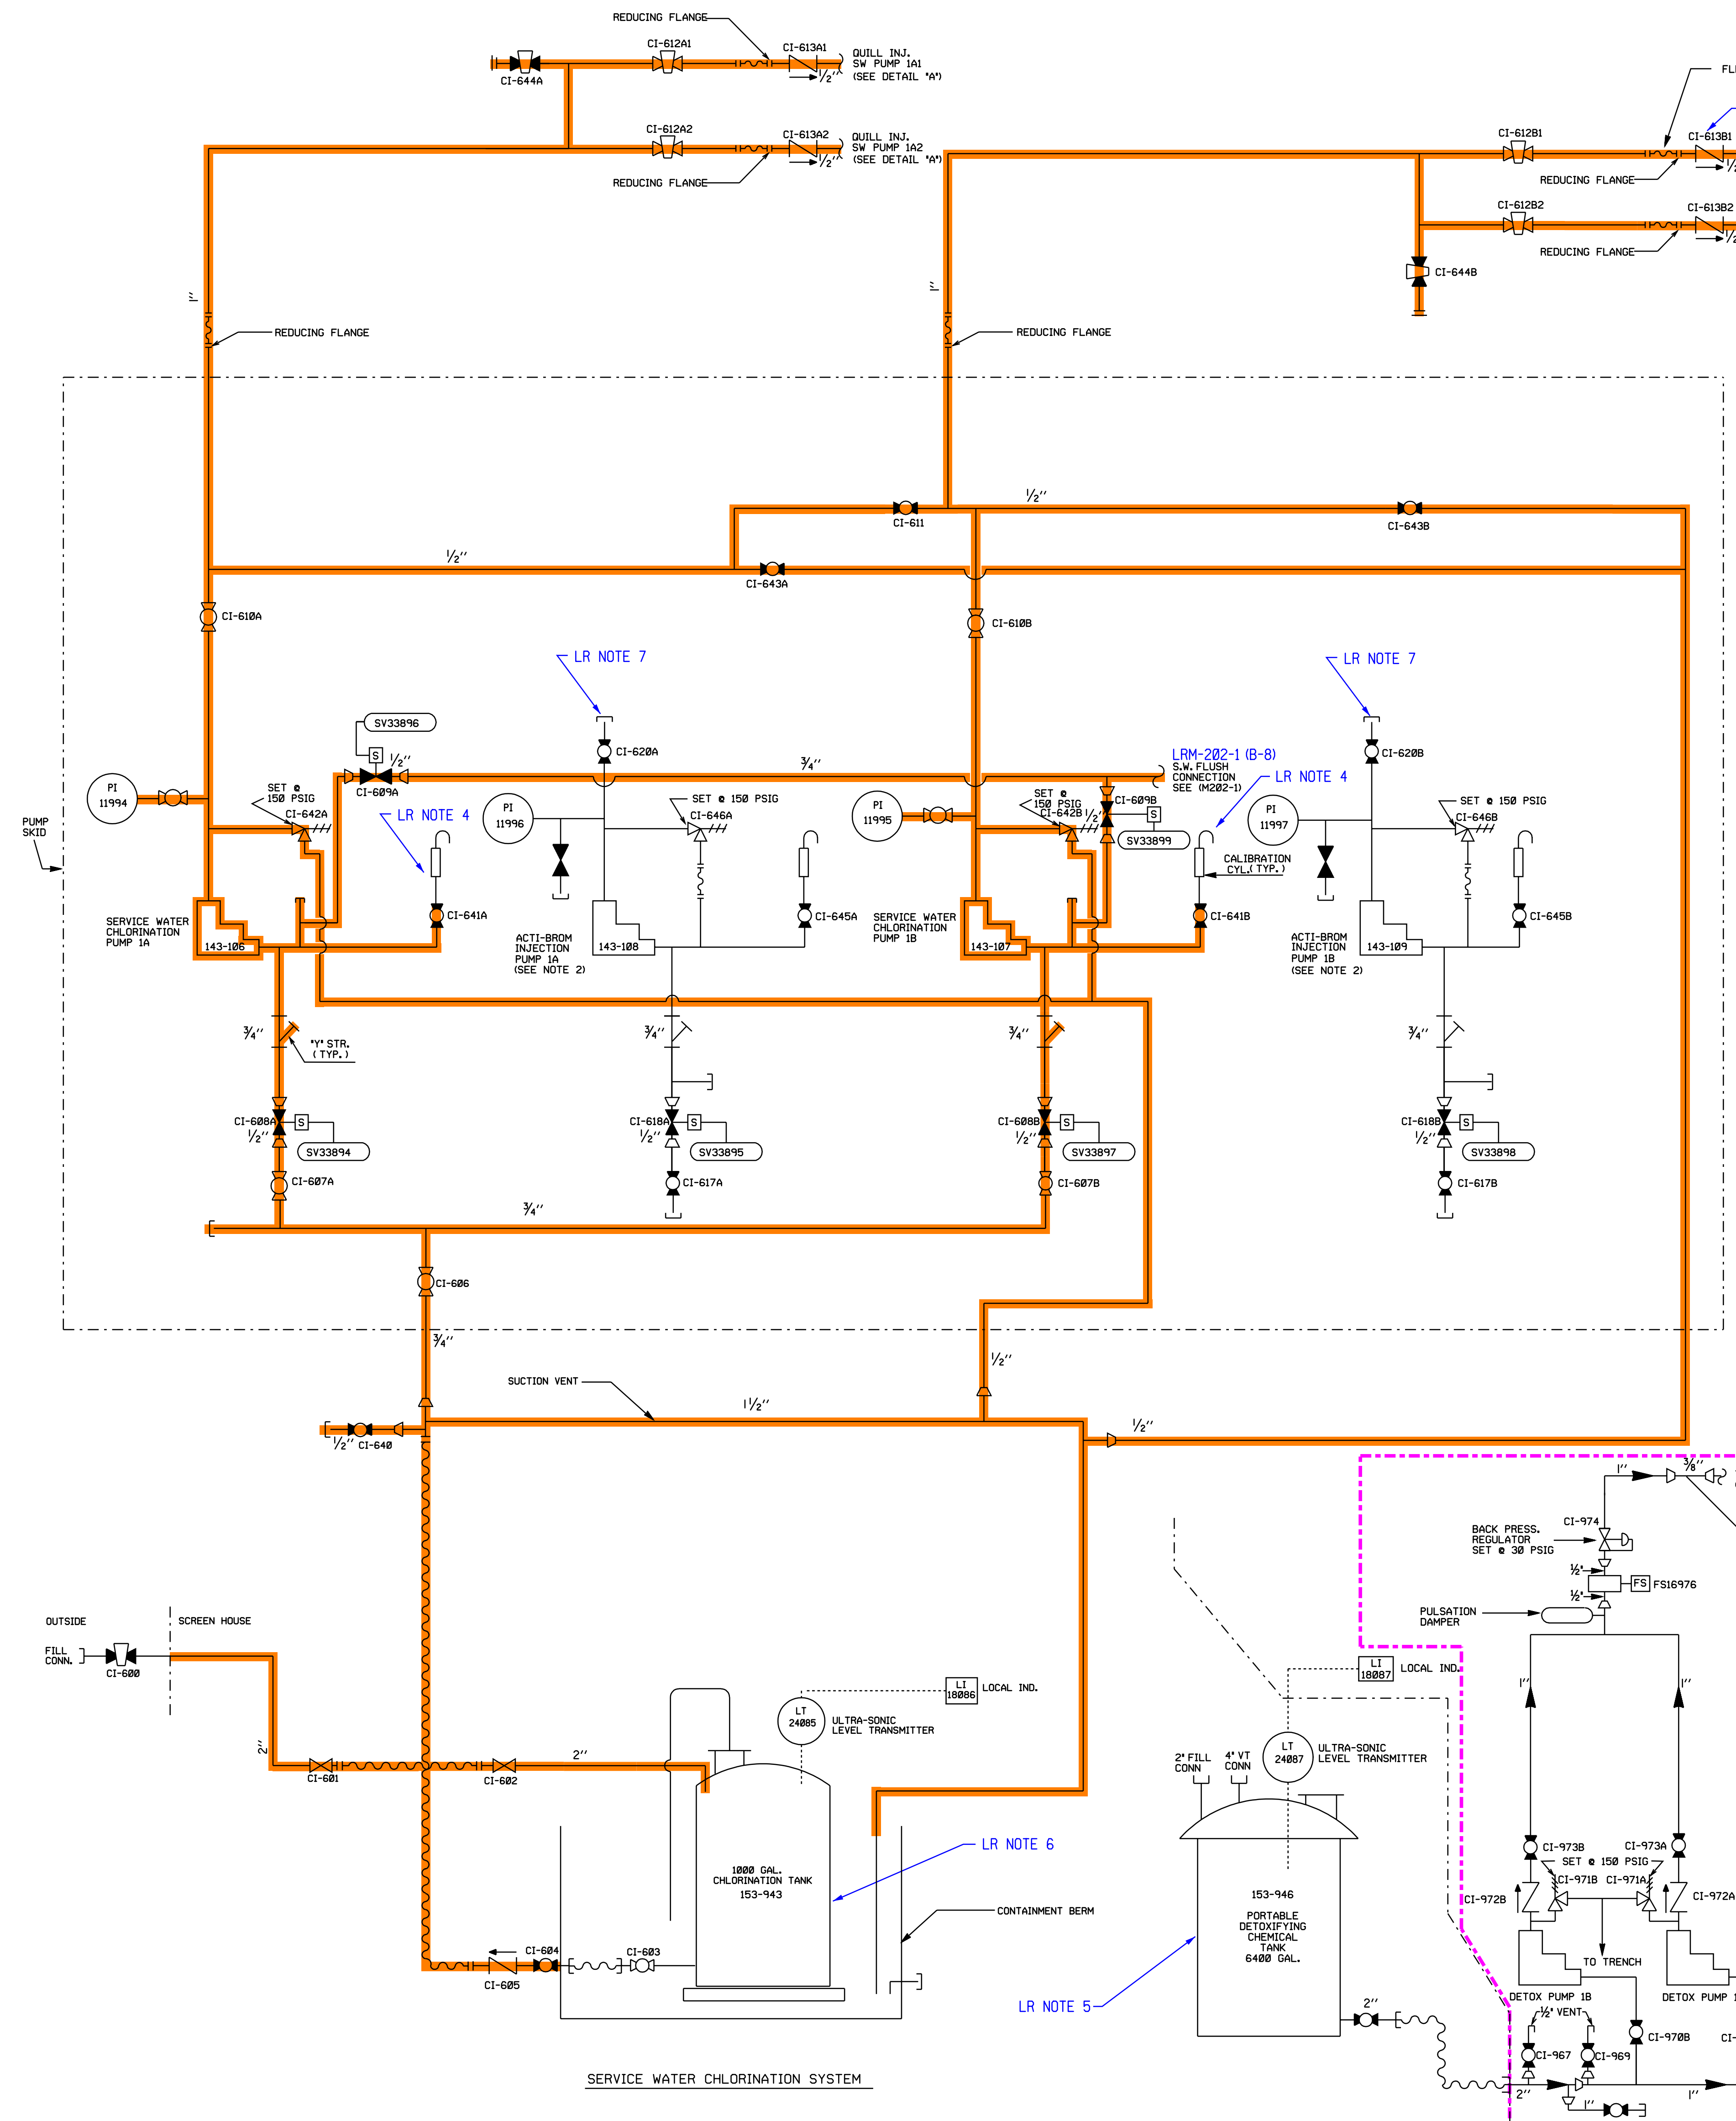 REDUCING FLANGE
CI-644A
CI-612A1
CI-613A1
1/2''
QUILL INJ.
SW PUMP 1A1
(SEE DETAIL "A")
CI-612A2
CI-613A2
1/2''
QUILL INJ.
SW PUMP 1A2
(SEE DETAIL "A")
REDUCING FLANGE
CI-612B1
CI-613B1
REDUCING FLANGE
CI-612B2
CI-613B2
REDUCING FLANGE
CI-644B
1''
REDUCING FLANGE
1''
REDUCING FLANGE
1/2''
CI-611
CI-643B
1/2''
CI-643A
CI-610A
CI-610B
LR NOTE 7
LR NOTE 7
SV33896
S
1/2''
CI-609A
CI-620A
3/4''
LRM-202-1 (B-8)
S.W. FLUSH
CONNECTION
SEE (M202-1)
LR NOTE 4
CI-620B
PI
11994
SET @
150 PSIG
CI-642A
LR NOTE 4
PI
11996
SET @ 150 PSIG
CI-646A
PI
11995
SET @
150 PSIG
CI-642B
1/2''
CI-609B
S
SV33899
PI
11997
SET @ 150 PSIG
CI-646B
PUMP
SKID
CALIBRATION
CYL.(TYP.)
SERVICE WATER
CHLORINATION
PUMP 1A
143-106
CI-641A
ACTI-BROM
INJECTION
PUMP 1A
(SEE NOTE 2)
143-108
CI-645A
SERVICE WATER
CHLORINATION
PUMP 1B
143-107
CI-641B
ACTI-BROM
INJECTION
PUMP 1B
(SEE NOTE 2)
143-109
CI-645B
3/4''
"Y" STR.
(TYP.)
3/4''
3/4''
3/4''
CI-608A
S
1/2''
SV33894
CI-618A
S
1/2''
SV33895
CI-608B
S
1/2''
SV33897
CI-618B
S
1/2''
SV33898
CI-607A
CI-617A
CI-607B
CI-617B
3/4''
CI-606
3/4''
1/2''
SUCTION VENT
1 1/2''
1/2''
CI-640
1/2''
1''
3/8''
CI-974
BACK PRESS.
REGULATOR
SET @ 30 PSIG
1/2"
FS
FS16976
1/2"
PULSATION
DAMPER
OUTSIDE
SCREEN HOUSE
FILL
CONN.
CI-600
LI
18087
LOCAL IND.
LI
18086
LOCAL IND.
1''
1''
LT
24085
ULTRA-SONIC
LEVEL TRANSMITTER
2''
CI-601
CI-602
2''
2" FILL
CONN
4" VT
CONN
LT
24087
ULTRA-SONIC
LEVEL TRANSMITTER
LR NOTE 6
1000 GAL.
CHLORINATION TANK
153-943
CONTAINMENT BERM
CI-604
CI-603
CI-605
153-946
PORTABLE
DETOXIFYING
CHEMICAL
TANK
6400 GAL.
LR NOTE 5
2''
CI-973B
CI-973A
SET @ 150 PSIG
CI-971B
CI-971A
CI-972B
CI-972A
TO TRENCH
DETOX PUMP 1B
DETOX PUMP
1/2" VENT
CI-967
CI-969
CI-970B
2''
1''
1''
SERVICE WATER CHLORINATION SYSTEM